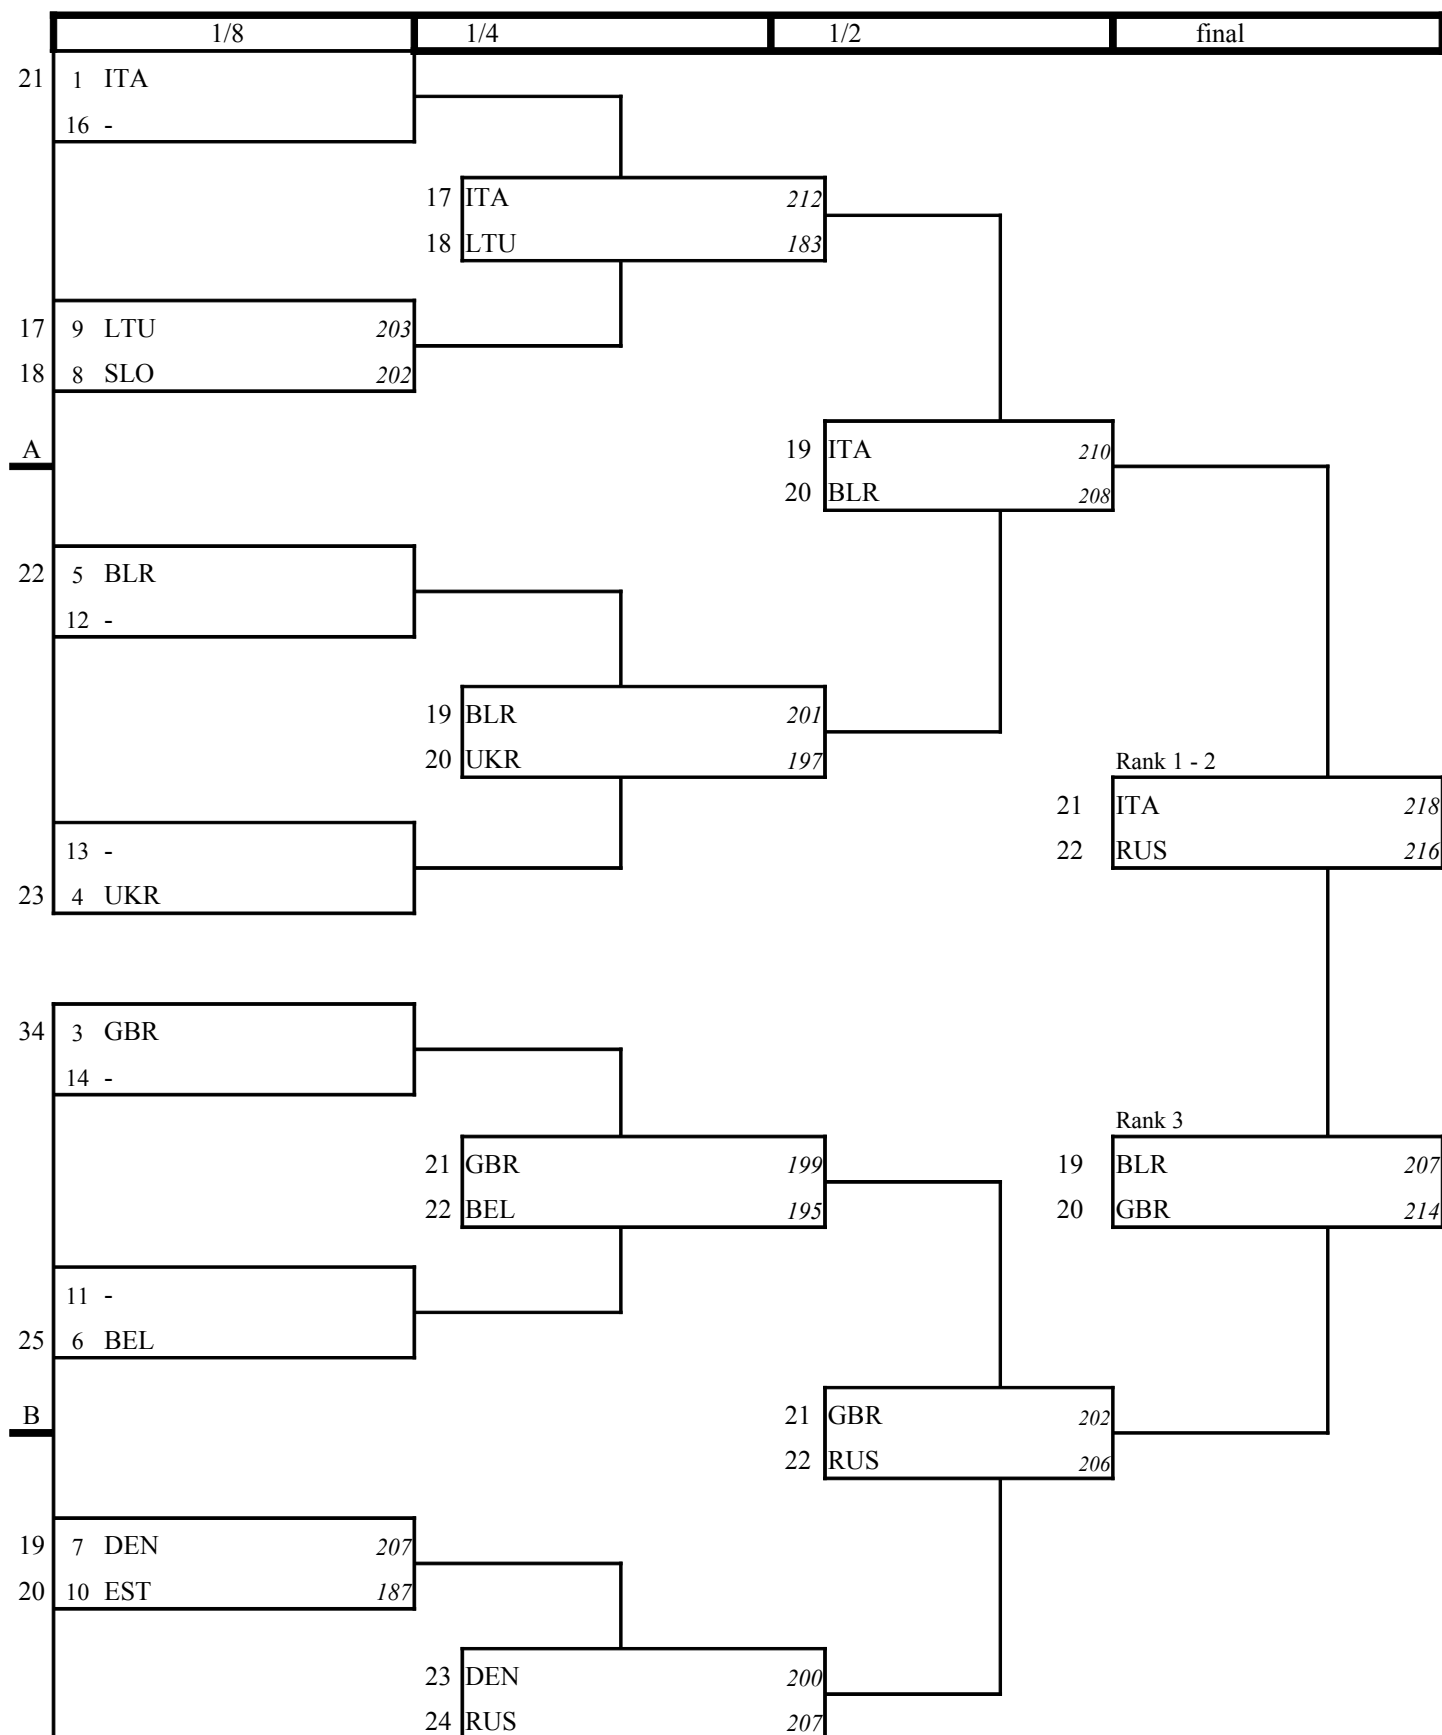 1/8 1/4 1/2 final
21 1 ITA
16 -
17 ITA 212
18 LTU 183
17 9 LTU 203
18 8 SLO 202
A
19 ITA 210
20 BLR 208
22 5 BLR
12 -
19 BLR 201
20 UKR 197
Rank 1 - 2
21 ITA 218
22 RUS 216
13 -
23 4 UKR
34 3 GBR
14 -
Rank 3
21 GBR 199
22 BEL 195
19 BLR 207
20 GBR 214
11 -
25 6 BEL
B
21 GBR 202
22 RUS 206
19 7 DEN 207
20 10 EST 187
23 DEN 200
24 RUS 207